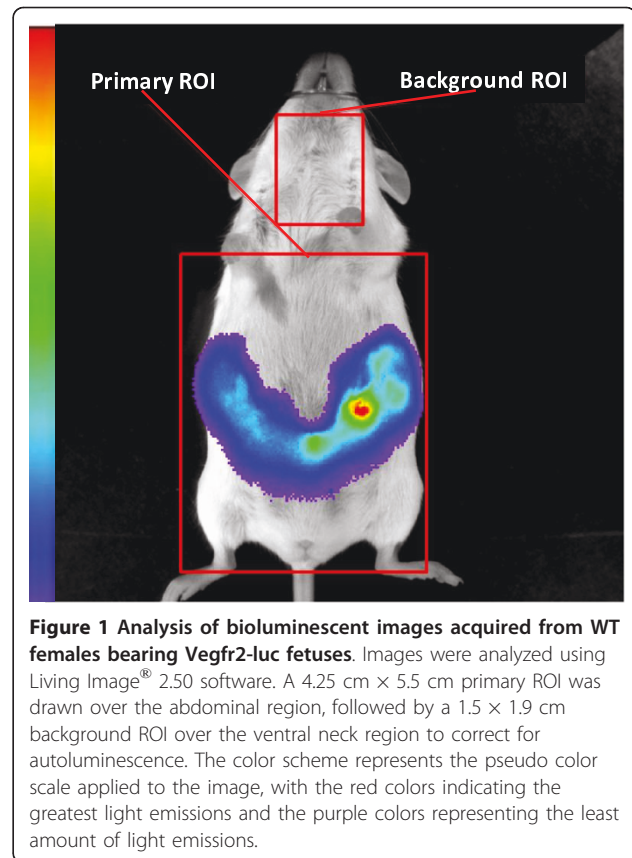 Primary ROI
Background ROI
Figure 1 Analysis of bioluminescent images acquired from WT
females bearing Vegfr2-luc fetuses. Images were analyzed using
Living Image® 2.50 software. A 4.25 cm × 5.5 cm primary ROI was
drawn over the abdominal region, followed by a 1.5 × 1.9 cm
background ROI over the ventral neck region to correct for
autoluminescence. The color scheme represents the pseudo color
scale applied to the image, with the red colors indicating the
greatest light emissions and the purple colors representing the least
amount of light emissions.